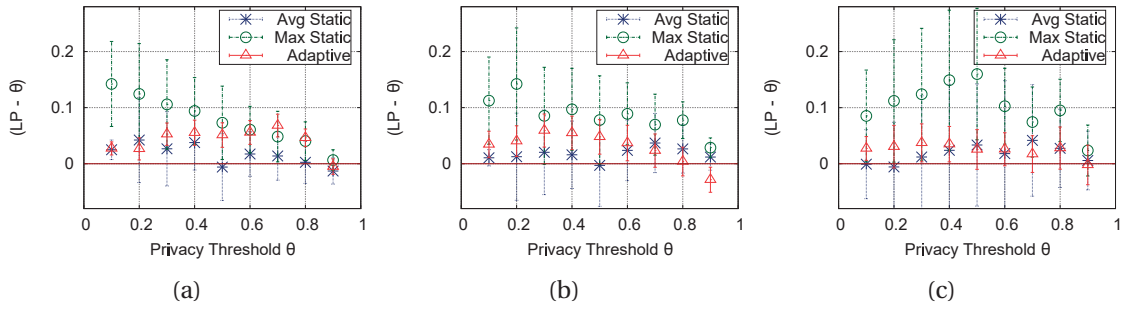 Avg Static
Max Static
Adaptive
(LP - θ)
0.2
0.1
0
0 0.2 0.4 0.6 0.8 1
Privacy Threshold θ
(a)
Avg Static
Max Static
Adaptive
(LP - θ)
0.2
0.1
0
0 0.2 0.4 0.6 0.8 1
Privacy Threshold θ
(b)
Avg Static
Max Static
Adaptive
(LP - θ)
0.2
0.1
0
0 0.2 0.4 0.6 0.8 1
Privacy Threshold θ
(c)